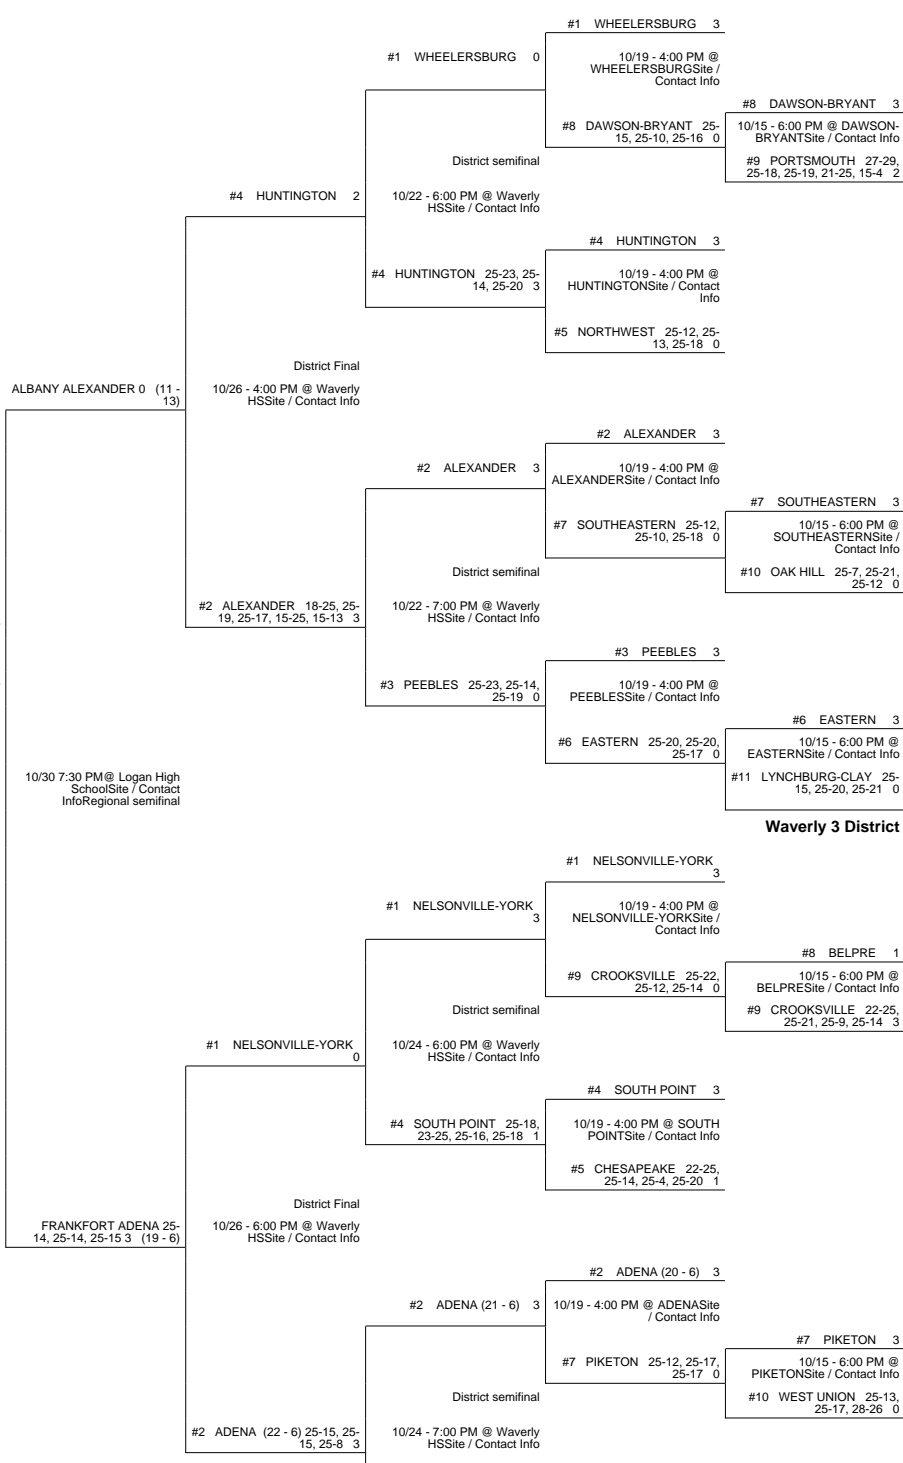 #1 WHEELERSBURG 3
#1 WHEELERSBURG 0
10/19 - 4:00 PM @
WHEELERSBURGSite /
Contact Info
#8 DAWSON-BRYANT 3
#8 DAWSON-BRYANT 25-
15, 25-10, 25-16 0
10/15 - 6:00 PM @ DAWSON-
BRYANTSite / Contact Info
District semifinal
#9 PORTSMOUTH 27-29,
25-18, 25-19, 21-25, 15-4 2
#4 HUNTINGTON 2
10/22 - 6:00 PM @ Waverly
HSSite / Contact Info
#4 HUNTINGTON 3
#4 HUNTINGTON 25-23, 25-
14, 25-20 3
10/19 - 4:00 PM @
HUNTINGTONSite / Contact
Info
#5 NORTHWEST 25-12, 25-
13, 25-18 0
District Final
ALBANY ALEXANDER 0 (11 -
13)
10/26 - 4:00 PM @ Waverly
HSSite / Contact Info
#2 ALEXANDER 3
#2 ALEXANDER 3
10/19 - 4:00 PM @
ALEXANDERSite / Contact Info
#7 SOUTHEASTERN 3
#7 SOUTHEASTERN 25-12,
25-10, 25-18 0
10/15 - 6:00 PM @
SOUTHEASTERNSite /
Contact Info
District semifinal
#10 OAK HILL 25-7, 25-21,
25-12 0
#2 ALEXANDER 18-25, 25-
19, 25-17, 15-25, 15-13 3
10/22 - 7:00 PM @ Waverly
HSSite / Contact Info
#3 PEEBLES 3
#3 PEEBLES 25-23, 25-14,
25-19 0
10/19 - 4:00 PM @
PEEBLESSite / Contact Info
#6 EASTERN 3
#6 EASTERN 25-20, 25-20,
25-17 0
10/15 - 6:00 PM @
EASTERNSite / Contact Info
10/30 7:30 PM@ Logan High
SchoolSite / Contact
InfoRegional semifinal
#11 LYNCHBURG-CLAY 25-
15, 25-20, 25-21 0
Waverly 3 District
#1 NELSONVILLE-YORK
3
#1 NELSONVILLE-YORK
3
10/19 - 4:00 PM @
NELSONVILLE-YORKSite /
Contact Info
#8 BELPRE 1
#9 CROOKSVILLE 25-22,
25-12, 25-14 0
10/15 - 6:00 PM @
BELPRESite / Contact Info
District semifinal
#9 CROOKSVILLE 22-25,
25-21, 25-9, 25-14 3
#1 NELSONVILLE-YORK
0
10/24 - 6:00 PM @ Waverly
HSSite / Contact Info
#4 SOUTH POINT 3
#4 SOUTH POINT 25-18,
23-25, 25-16, 25-18 1
10/19 - 4:00 PM @ SOUTH
POINTSite / Contact Info
#5 CHESAPEAKE 22-25,
25-14, 25-4, 25-20 1
District Final
FRANKFORT ADENA 25-
14, 25-14, 25-15 3 (19 - 6)
10/26 - 6:00 PM @ Waverly
HSSite / Contact Info
#2 ADENA (20 - 6) 3
#2 ADENA (21 - 6) 3
10/19 - 4:00 PM @ ADENASite
/ Contact Info
#7 PIKETON 3
#7 PIKETON 25-12, 25-17,
25-17 0
10/15 - 6:00 PM @
PIKETONSite / Contact Info
District semifinal
#10 WEST UNION 25-13,
25-17, 28-26 0
#2 ADENA (22 - 6) 25-15, 25-
15, 25-8 3
10/24 - 7:00 PM @ Waverly
HSSite / Contact Info